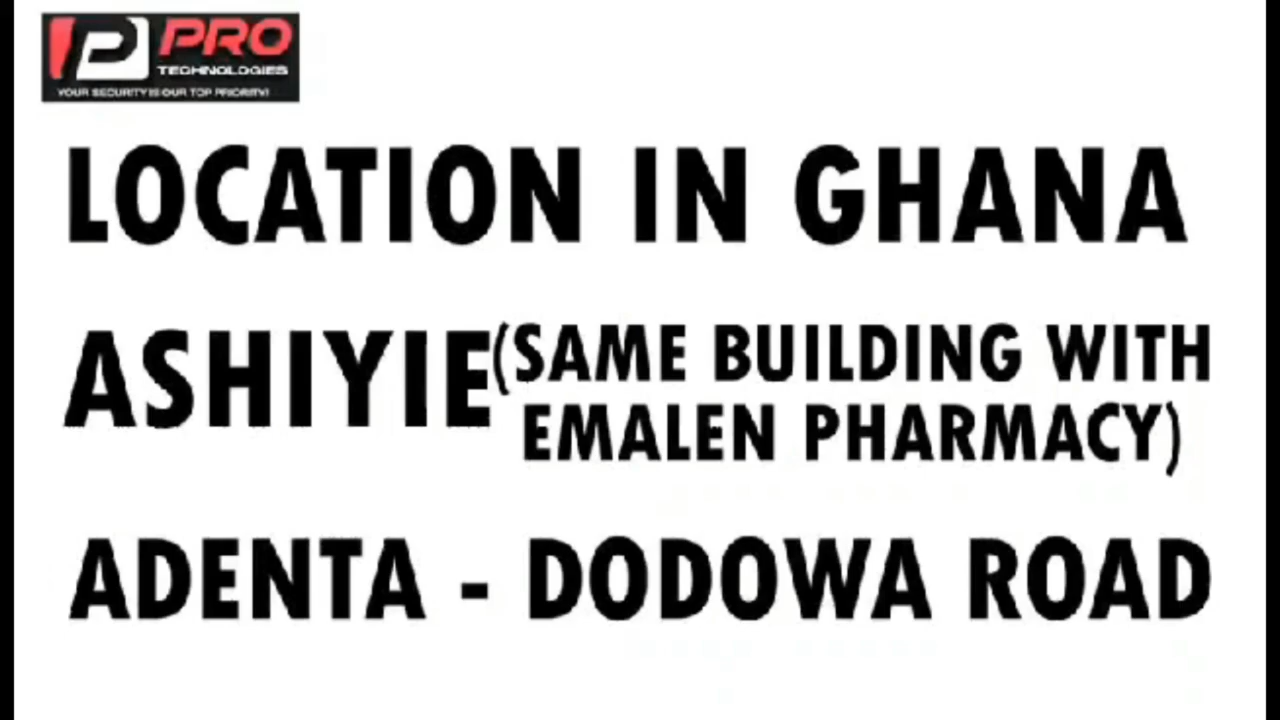 PRO
TECHNOLOGIES
YOUR SECURITY IS OUR TOP PRIORITY!
LOCATION IN GHANA
ASHIYIE (SAME BUILDING WITH
EMALEN PHARMACY)
ADENTA - DODOWA ROAD